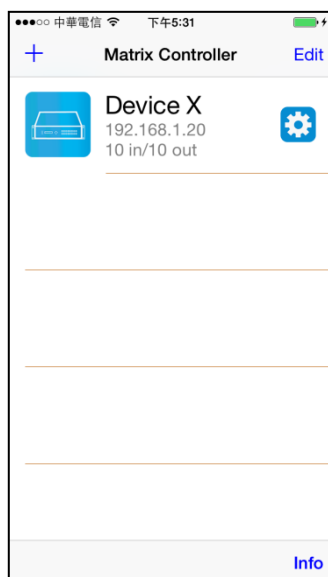 中華電信 下午5:31
+ Matrix Controller Edit
Device X
192.168.1.20
10 in/10 out
Info